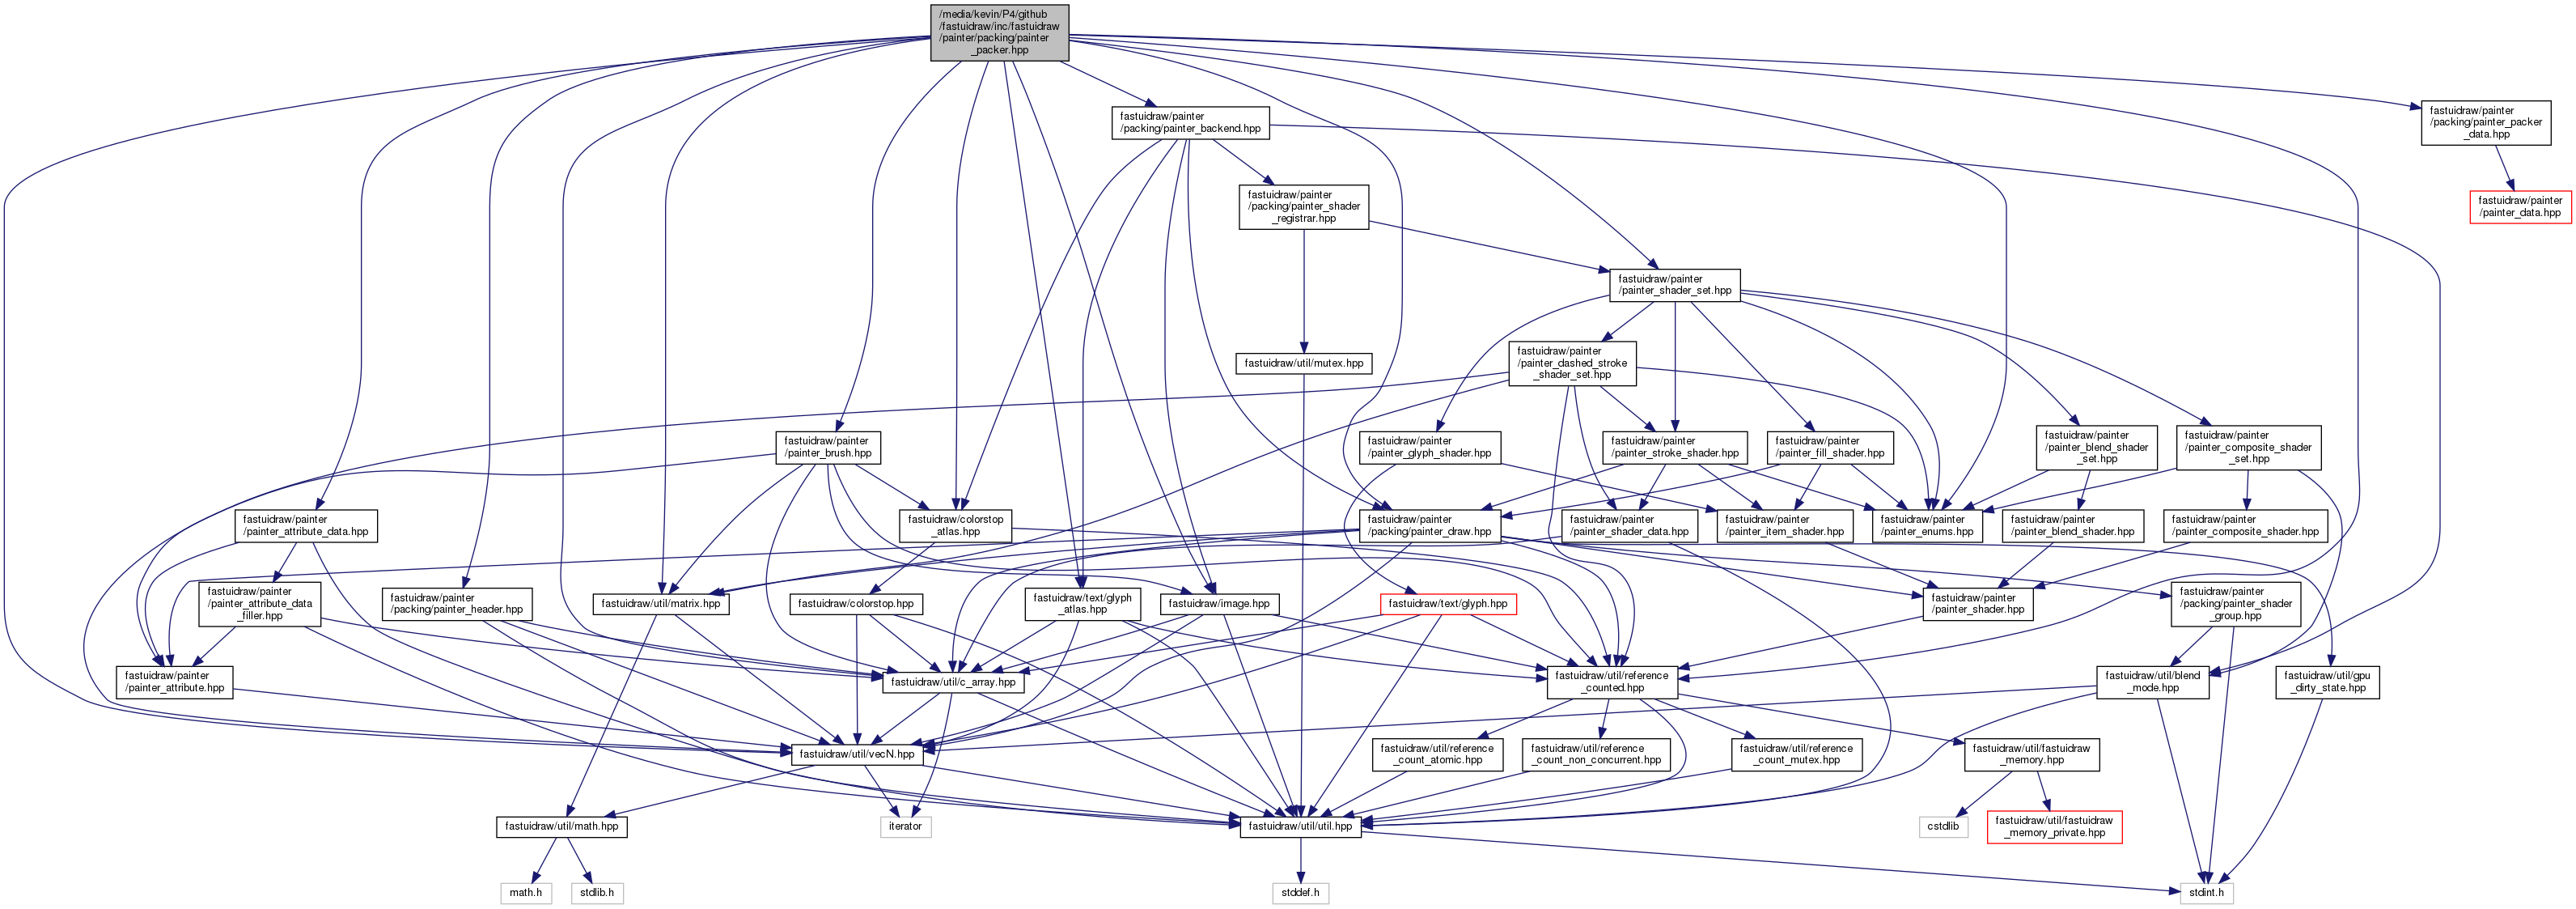 /media/kevin/P4/github
/fastuidraw/inc/fastuidraw
/painter/packing/painter
_packer.hpp
fastuidraw/painter
/packing/painter_backend.hpp
fastuidraw/painter
/packing/painter_packer
_data.hpp
fastuidraw/painter
/packing/painter_shader
_registrar.hpp
fastuidraw/painter
/painter_data.hpp
fastuidraw/painter
/painter_shader_set.hpp
fastuidraw/util/mutex.hpp
fastuidraw/painter
/painter_dashed_stroke
_shader_set.hpp
fastuidraw/painter
/painter_brush.hpp
fastuidraw/painter
/painter_glyph_shader.hpp
fastuidraw/painter
/painter_stroke_shader.hpp
fastuidraw/painter
/painter_fill_shader.hpp
fastuidraw/painter
/painter_blend_shader
_set.hpp
fastuidraw/painter
/painter_composite_shader
_set.hpp
fastuidraw/painter
/painter_attribute_data.hpp
fastuidraw/colorstop
_atlas.hpp
fastuidraw/painter
/packing/painter_draw.hpp
fastuidraw/painter
/painter_shader_data.hpp
fastuidraw/painter
/painter_item_shader.hpp
fastuidraw/painter
/painter_enums.hpp
fastuidraw/painter
/painter_blend_shader.hpp
fastuidraw/painter
/painter_composite_shader.hpp
fastuidraw/painter
/painter_attribute_data
_filler.hpp
fastuidraw/painter
/packing/painter_header.hpp
fastuidraw/util/matrix.hpp
fastuidraw/colorstop.hpp
fastuidraw/text/glyph
_atlas.hpp
fastuidraw/image.hpp
fastuidraw/text/glyph.hpp
fastuidraw/painter
/painter_shader.hpp
fastuidraw/painter
/packing/painter_shader
_group.hpp
fastuidraw/painter
/painter_attribute.hpp
fastuidraw/util/c_array.hpp
fastuidraw/util/reference
_counted.hpp
fastuidraw/util/blend
_mode.hpp
fastuidraw/util/gpu
_dirty_state.hpp
fastuidraw/util/vecN.hpp
fastuidraw/util/reference
_count_atomic.hpp
fastuidraw/util/reference
_count_non_concurrent.hpp
fastuidraw/util/reference
_count_mutex.hpp
fastuidraw/util/fastuidraw
_memory.hpp
fastuidraw/util/math.hpp
iterator
fastuidraw/util/util.hpp
cstdlib
fastuidraw/util/fastuidraw
_memory_private.hpp
math.h
stdlib.h
stddef.h
stdint.h